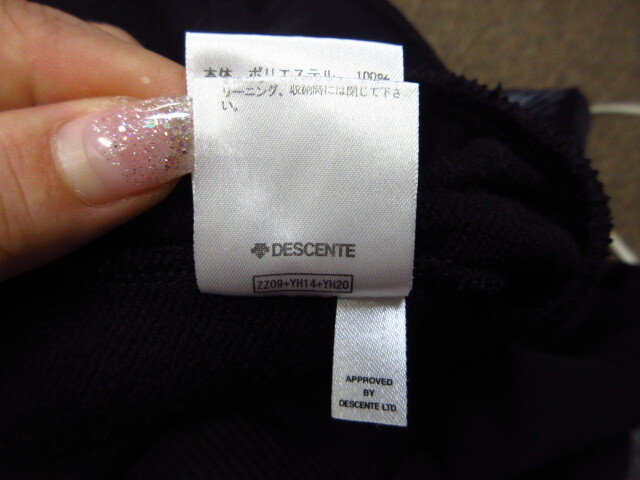 本体 ポリエステル 100%
リーニング、収納時には閉じて下さ
い。
DESCENTE
ZZ09+YH14+YH20
APPROVED
BY
DESCENTE LTD.